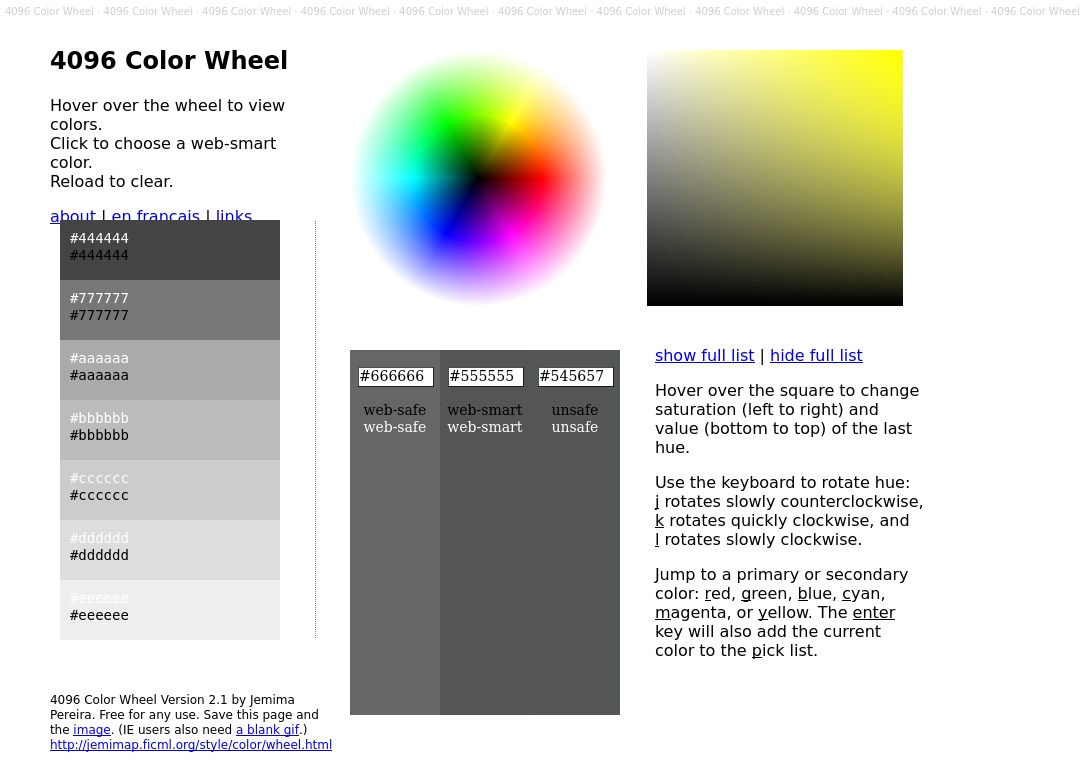 4096 Color Wheel · 4096 Color Wheel · 4096 Color Wheel · 4096 Color Wheel · 4096 Color Wheel · 4096 Color Wheel · 4096 Color Wheel · 4096 Color Wheel · 4096 Color Wheel · 4096 Color Wheel · 4096 Color Wheel
4096 Color Wheel
Hover over the wheel to view
colors.
Click to choose a web-smart
color.
Reload to clear.
about | en francais | links
#444444
#444444
#777777
#777777
#aaaaaa
#aaaaaa
#bbbbbb
#bbbbbb
#cccccc
#cccccc
#dddddd
#dddddd
#eeeeee
#eeeeee
4096 Color Wheel Version 2.1 by Jemima
Pereira. Free for any use. Save this page and
the image. (IE users also need a blank gif.)
http://jemimap.ficml.org/style/color/wheel.html
#666666 #555555 #545657
web-safe web-smart unsafe
web-safe web-smart unsafe
show full list | hide full list
Hover over the square to change
saturation (left to right) and
value (bottom to top) of the last
hue.
Use the keyboard to rotate hue:
j rotates slowly counterclockwise,
k rotates quickly clockwise, and
l rotates slowly clockwise.
Jump to a primary or secondary
color: red, green, blue, cyan,
magenta, or yellow. The enter
key will also add the current
color to the pick list.